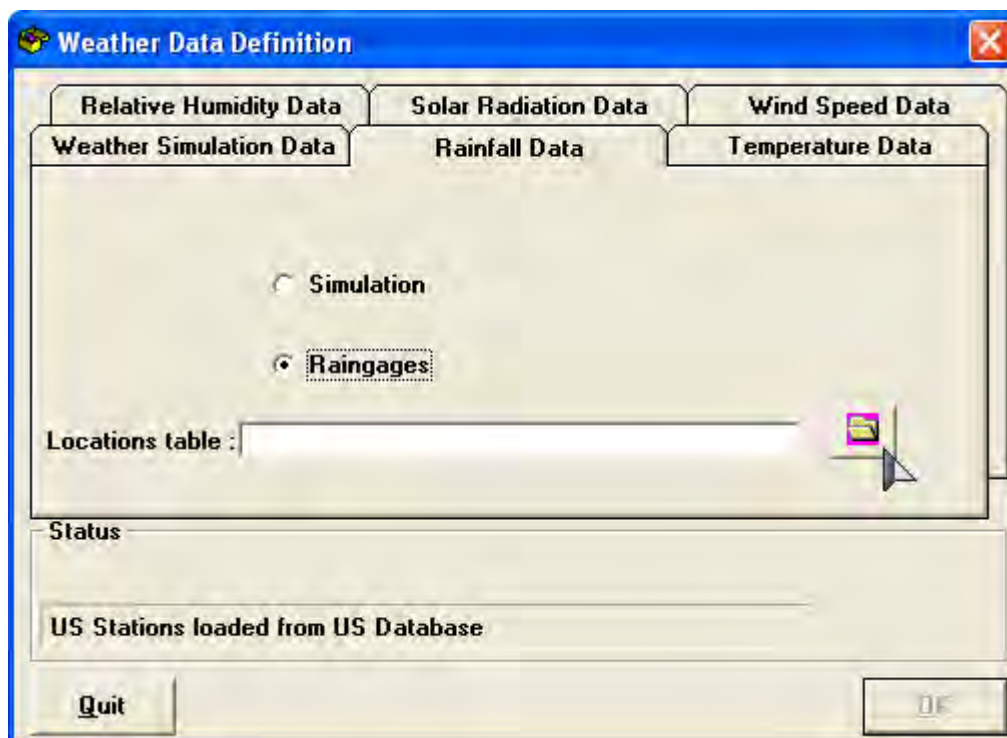 Weather Data Definition
Relative Humidity Data
Solar Radiation Data
Wind Speed Data
Weather Simulation Data
Rainfall Data
Temperature Data
Simulation
Raingages
Locations table :
Status
US Stations loaded from US Database
Quit
OK